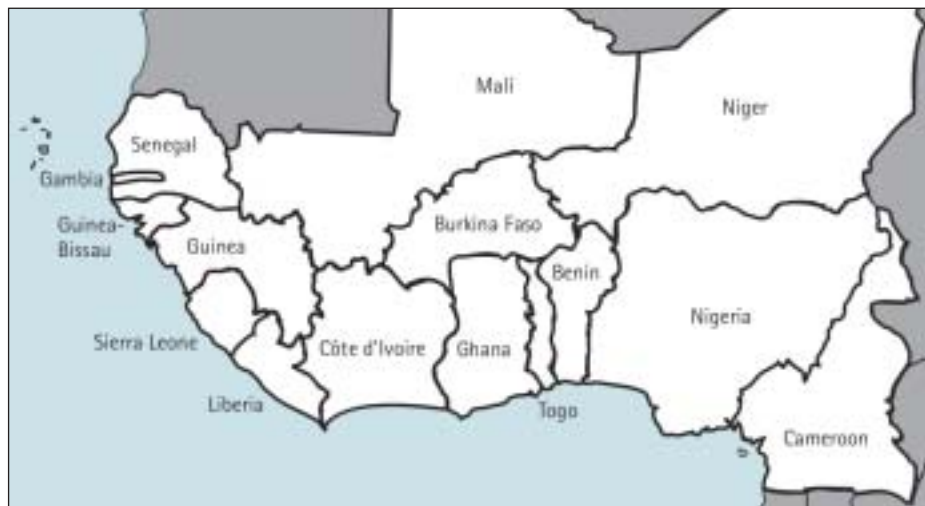 Mali
Niger
Senegal
Gambia
Guinea-
Bissau
Guinea
Burkina Faso
Benin
Nigeria
Sierra Leone
Côte d'Ivoire
Ghana
Liberia
Togo
Cameroon